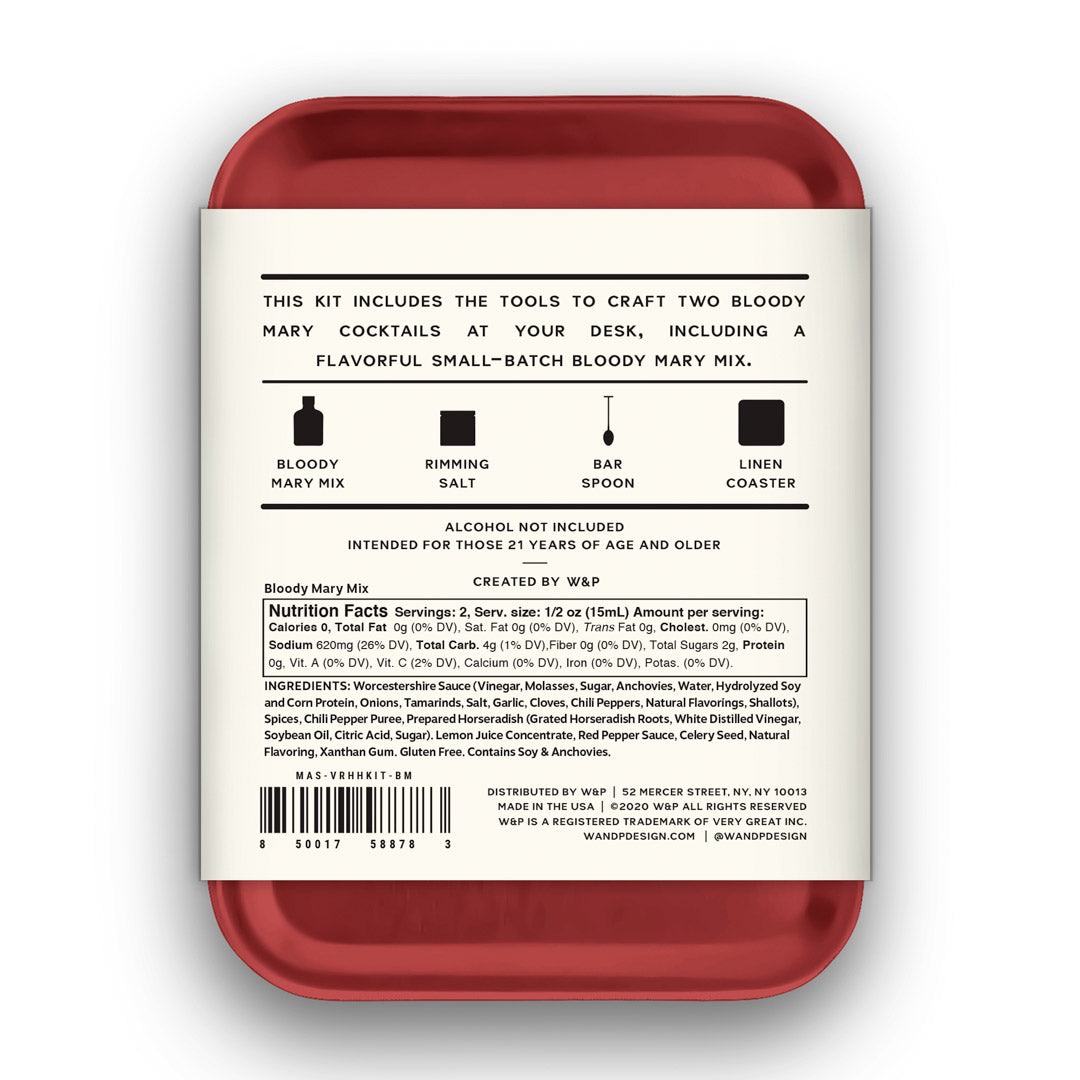 THIS KIT INCLUDES THE TOOLS TO CRAFT TWO BLOODY
MARY COCKTAILS AT YOUR DESK, INCLUDING A
FLAVORFUL SMALL-BATCH BLOODY MARY MIX.
BLOODY
MARY MIX
RIMMING
SALT
BAR
SPOON
LINEN
COASTER
ALCOHOL NOT INCLUDED
INTENDED FOR THOSE 21 YEARS OF AGE AND OLDER
CREATED BY W&P
Bloody Mary Mix
Nutrition Facts Servings: 2, Serv. size: 1/2 oz (15mL) Amount per serving:
Calories 0, Total Fat 0g (0% DV), Sat. Fat 0g (0% DV), Trans Fat 0g, Cholest. 0mg (0% DV),
Sodium 620mg (26% DV), Total Carb. 4g (1% DV),Fiber 0g (0% DV), Total Sugars 2g, Protein
0g, Vit. A (0% DV), Vit. C (2% DV), Calcium (0% DV), Iron (0% DV), Potas. (0% DV).
INGREDIENTS: Worcestershire Sauce (Vinegar, Molasses, Sugar, Anchovies, Water, Hydrolyzed Soy
and Corn Protein, Onions, Tamarinds, Salt, Garlic, Cloves, Chili Peppers, Natural Flavorings, Shallots),
Spices, Chili Pepper Puree, Prepared Horseradish (Grated Horseradish Roots, White Distilled Vinegar,
Soybean Oil, Citric Acid, Sugar). Lemon Juice Concentrate, Red Pepper Sauce, Celery Seed, Natural
Flavoring, Xanthan Gum. Gluten Free. Contains Soy & Anchovies.
MAS-VRHHKIT-BM
8 50017 58878 3
DISTRIBUTED BY W&P | 52 MERCER STREET, NY, NY 10013
MADE IN THE USA | ©2020 W&P ALL RIGHTS RESERVED
W&P IS A REGISTERED TRADEMARK OF VERY GREAT INC.
WANDPDESIGN.COM | @WANDPDESIGN